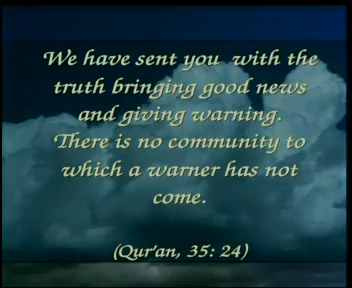 We have sent you with the
truth bringing good news
and giving warning.
There is no community to
which a warner has not
come.
(Qur'an, 35: 24)